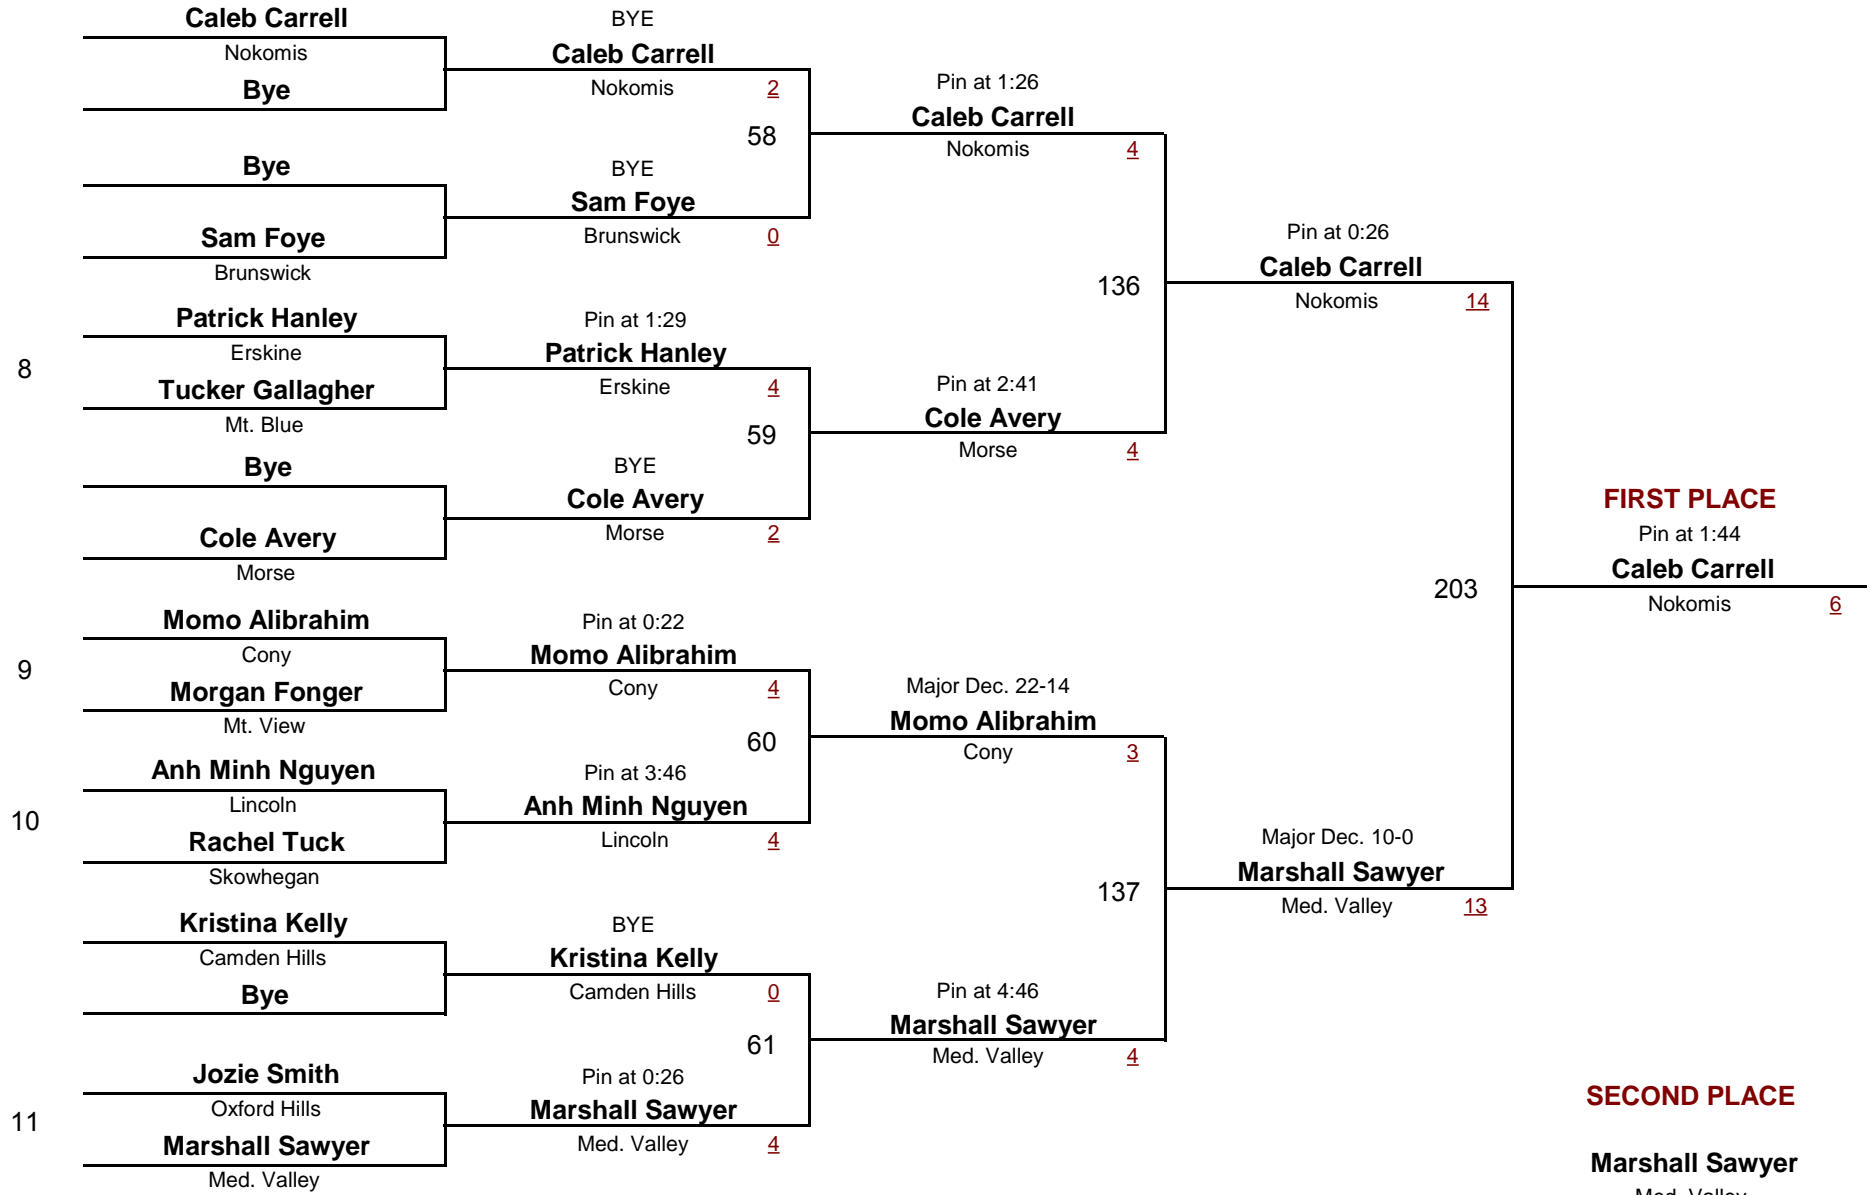 Caleb Carrell
Nokomis
Bye
Bye
Sam Foye
Brunswick
8
Patrick Hanley
Erskine
Tucker Gallagher
Mt. Blue
Bye
Cole Avery
Morse
9
Momo Alibrahim
Cony
Morgan Fonger
Mt. View
10
Anh Minh Nguyen
Lincoln
Rachel Tuck
Skowhegan
Kristina Kelly
Camden Hills
Bye
11
Jozie Smith
Oxford Hills
Marshall Sawyer
Med. Valley
BYE
Caleb Carrell
Nokomis 2
58
BYE
Sam Foye
Brunswick 0
Pin at 1:29
Patrick Hanley
Erskine 4
59
BYE
Cole Avery
Morse 2
Pin at 0:22
Momo Alibrahim
Cony 4
60
Pin at 3:46
Anh Minh Nguyen
Lincoln 4
BYE
Kristina Kelly
Camden Hills 0
61
Pin at 0:26
Marshall Sawyer
Med. Valley 4
Pin at 1:26
Caleb Carrell
Nokomis 4
136
Pin at 2:41
Cole Avery
Morse 4
Major Dec. 22-14
Momo Alibrahim
Cony 3
137
Pin at 4:46
Marshall Sawyer
Med. Valley 4
Pin at 0:26
Caleb Carrell
Nokomis 14
203
Major Dec. 10-0
Marshall Sawyer
Med. Valley 13
FIRST PLACE
Pin at 1:44
Caleb Carrell
Nokomis 6
SECOND PLACE
Marshall Sawyer
Med. Valley